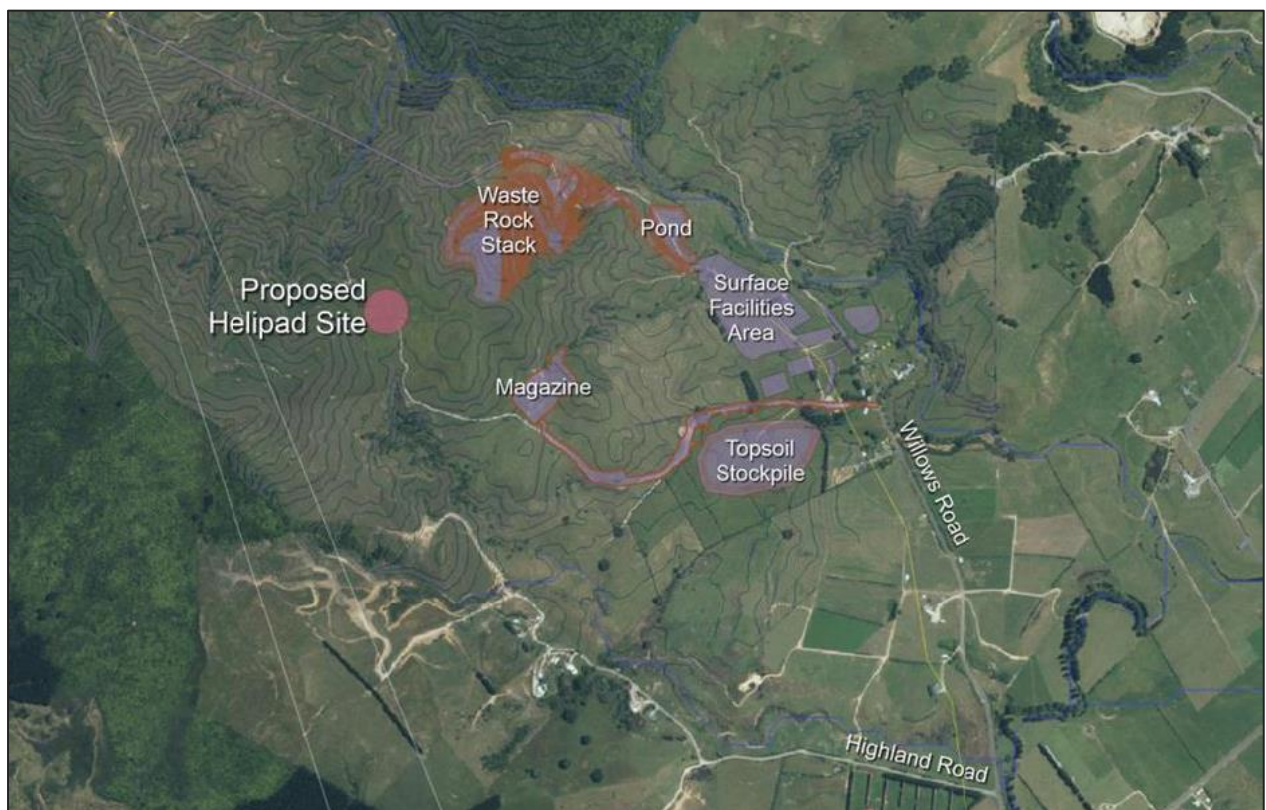 Waste
Rock
Stack
Pond
Proposed
Helipad Site
Surface
Facilities
Area
Magazine
Topsoil
Stockpile
Willows Road
Highland Road